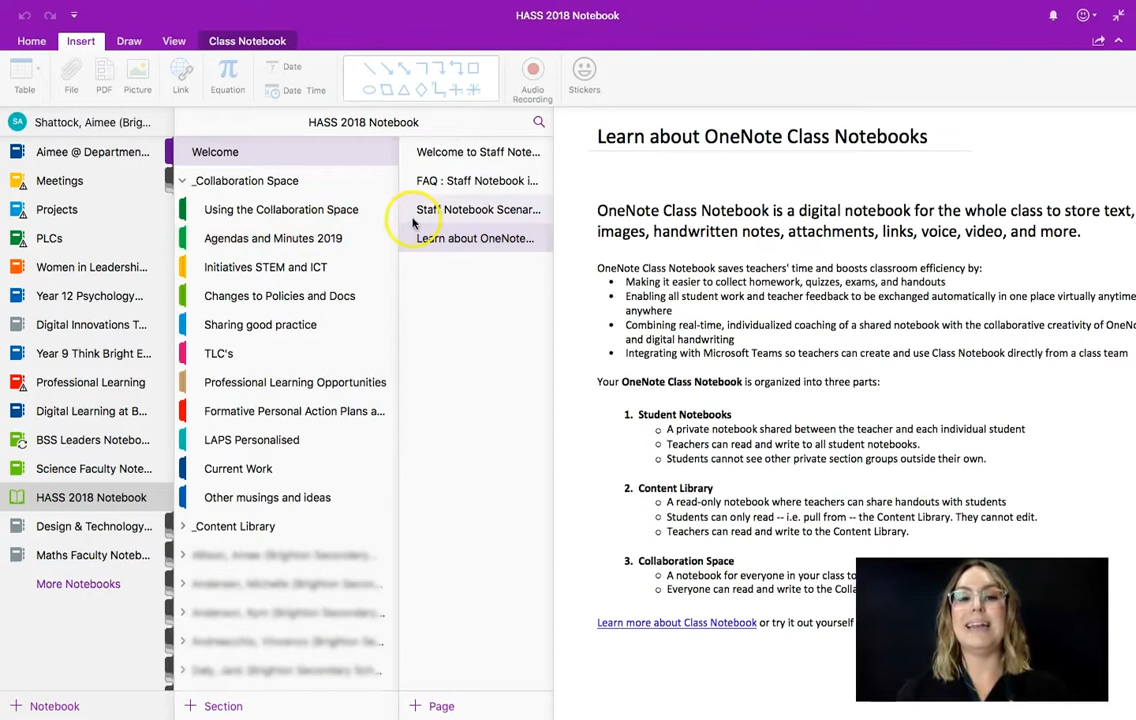 HASS 2018 Notebook
Home Insert Draw View Class Notebook
Table File PDF Picture Link Equation Date Date Time Audio Recording Stickers
SA Shattock, Aimee (Brig...
Aimee @ Departmen...
Meetings
Projects
PLCs
Women in Leadershi...
Year 12 Psychology...
Digital Innovations T...
Year 9 Think Bright E...
Professional Learning
Digital Learning at B...
BSS Leaders Notebo...
Science Faculty Note...
HASS 2018 Notebook
Design & Technology...
Maths Faculty Noteb...
More Notebooks
Notebook
HASS 2018 Notebook
Welcome
_Collaboration Space
Using the Collaboration Space
Agendas and Minutes 2019
Initiatives STEM and ICT
Changes to Policies and Docs
Sharing good practice
TLC's
Professional Learning Opportunities
Formative Personal Action Plans a...
LAPS Personalised
Current Work
Other musings and ideas
_Content Library
Section
Welcome to Staff Note...
FAQ : Staff Notebook i...
Staff Notebook Scenar...
Learn about OneNote...
Page
Learn about OneNote Class Notebooks
OneNote Class Notebook is a digital notebook for the whole class to store text,
images, handwritten notes, attachments, links, voice, video, and more.
OneNote Class Notebook saves teachers' time and boosts classroom efficiency by:
• Making it easier to collect homework, quizzes, exams, and handouts
• Enabling all student work and teacher feedback to be exchanged automatically in one place virtually anytime
anywhere
• Combining real-time, individualized coaching of a shared notebook with the collaborative creativity of OneNo
and digital handwriting
• Integrating with Microsoft Teams so teachers can create and use Class Notebook directly from a class team
Your OneNote Class Notebook is organized into three parts:
1. Student Notebooks
○ A private notebook shared between the teacher and each individual student
○ Teachers can read and write to all student notebooks.
○ Students cannot see other private section groups outside their own.
2. Content Library
○ A read-only notebook where teachers can share handouts with students
○ Students can only read -- i.e. pull from -- the Content Library. They cannot edit.
○ Teachers can read and write to the Content Library.
3. Collaboration Space
○ A notebook for everyone in your class to
○ Everyone can read and write to the Colla
Learn more about Class Notebook or try it out yourself